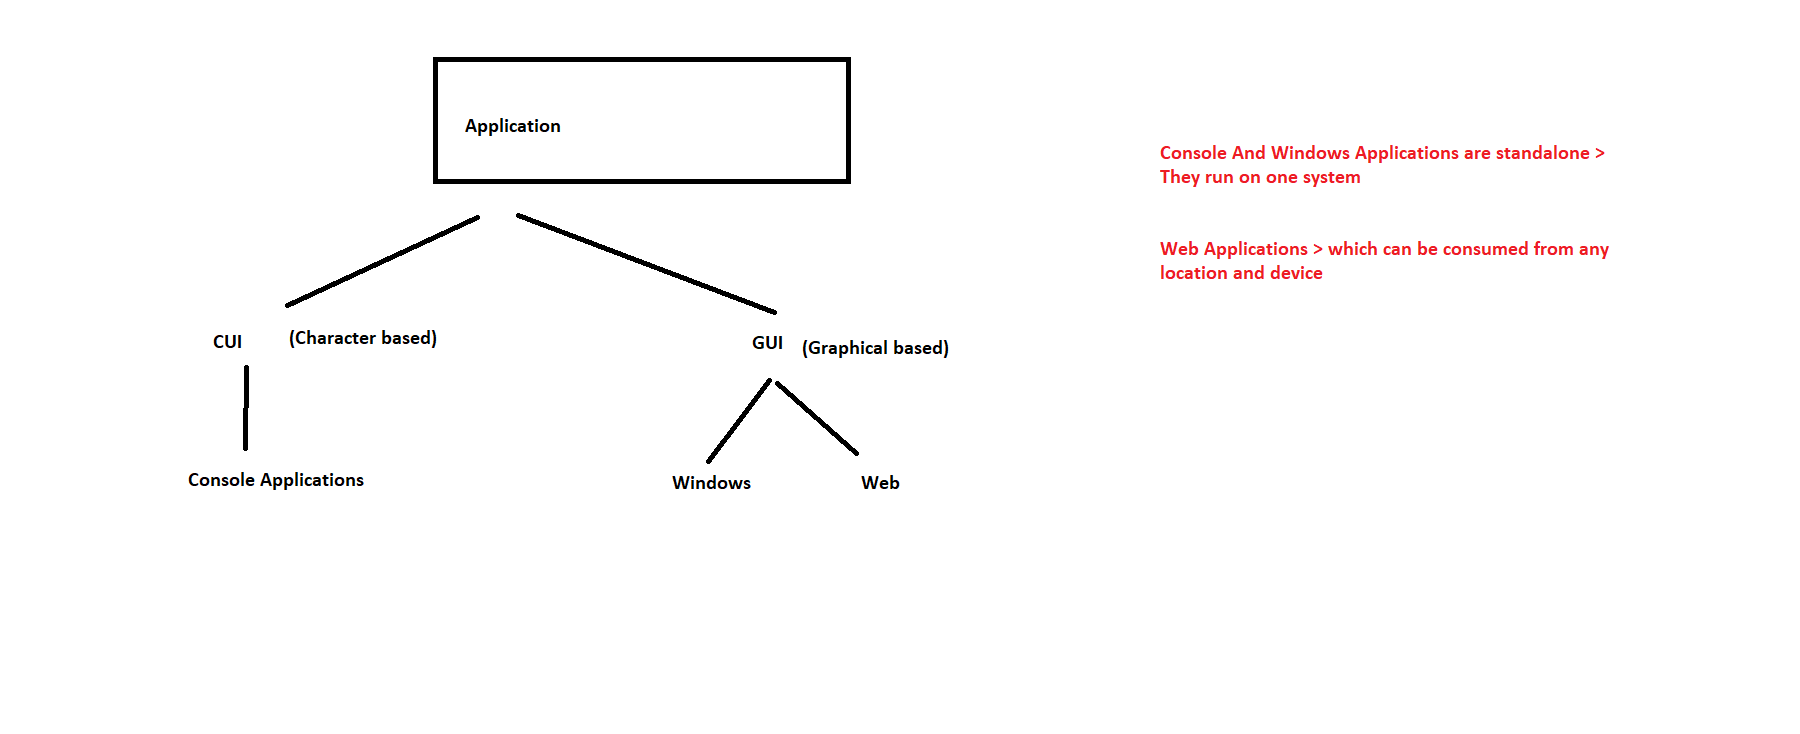 Application
Console And Windows Applications are standalone >
They run on one system
Web Applications > which can be consumed from any
location and device
CUI (Character based)
GUI (Graphical based)
Console Applications
Windows
Web